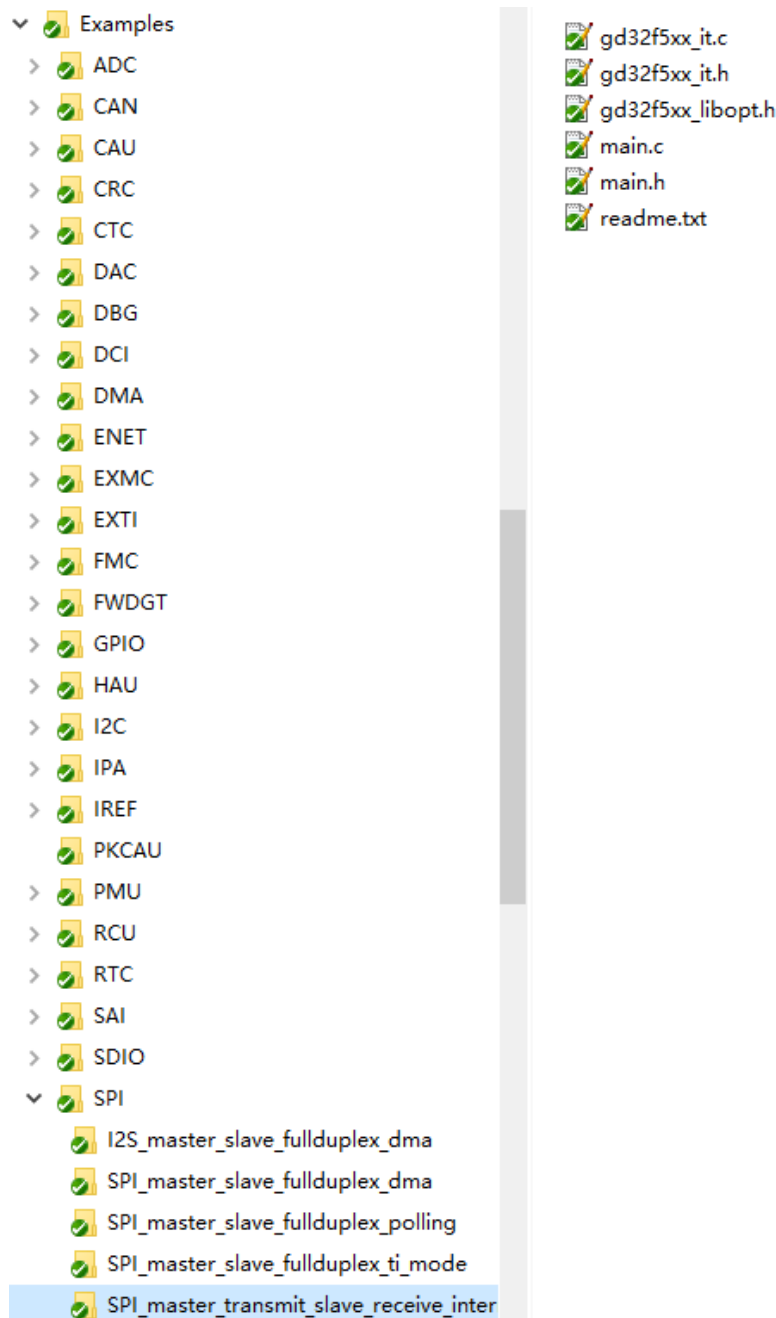 Examples
ADC
CAN
CAU
CRC
CTC
DAC
DBG
DCI
DMA
ENET
EXMC
EXTI
FMC
FWDGT
GPIO
HAU
I2C
IPA
IREF
PKCAU
PMU
RCU
RTC
SAI
SDIO
SPI
I2S_master_slave_fullduplex_dma
SPI_master_slave_fullduplex_dma
SPI_master_slave_fullduplex_polling
SPI_master_slave_fullduplex_ti_mode
SPI_master_transmit_slave_receive_inter
gd32f5xx_it.c
gd32f5xx_it.h
gd32f5xx_libopt.h
main.c
main.h
readme.txt